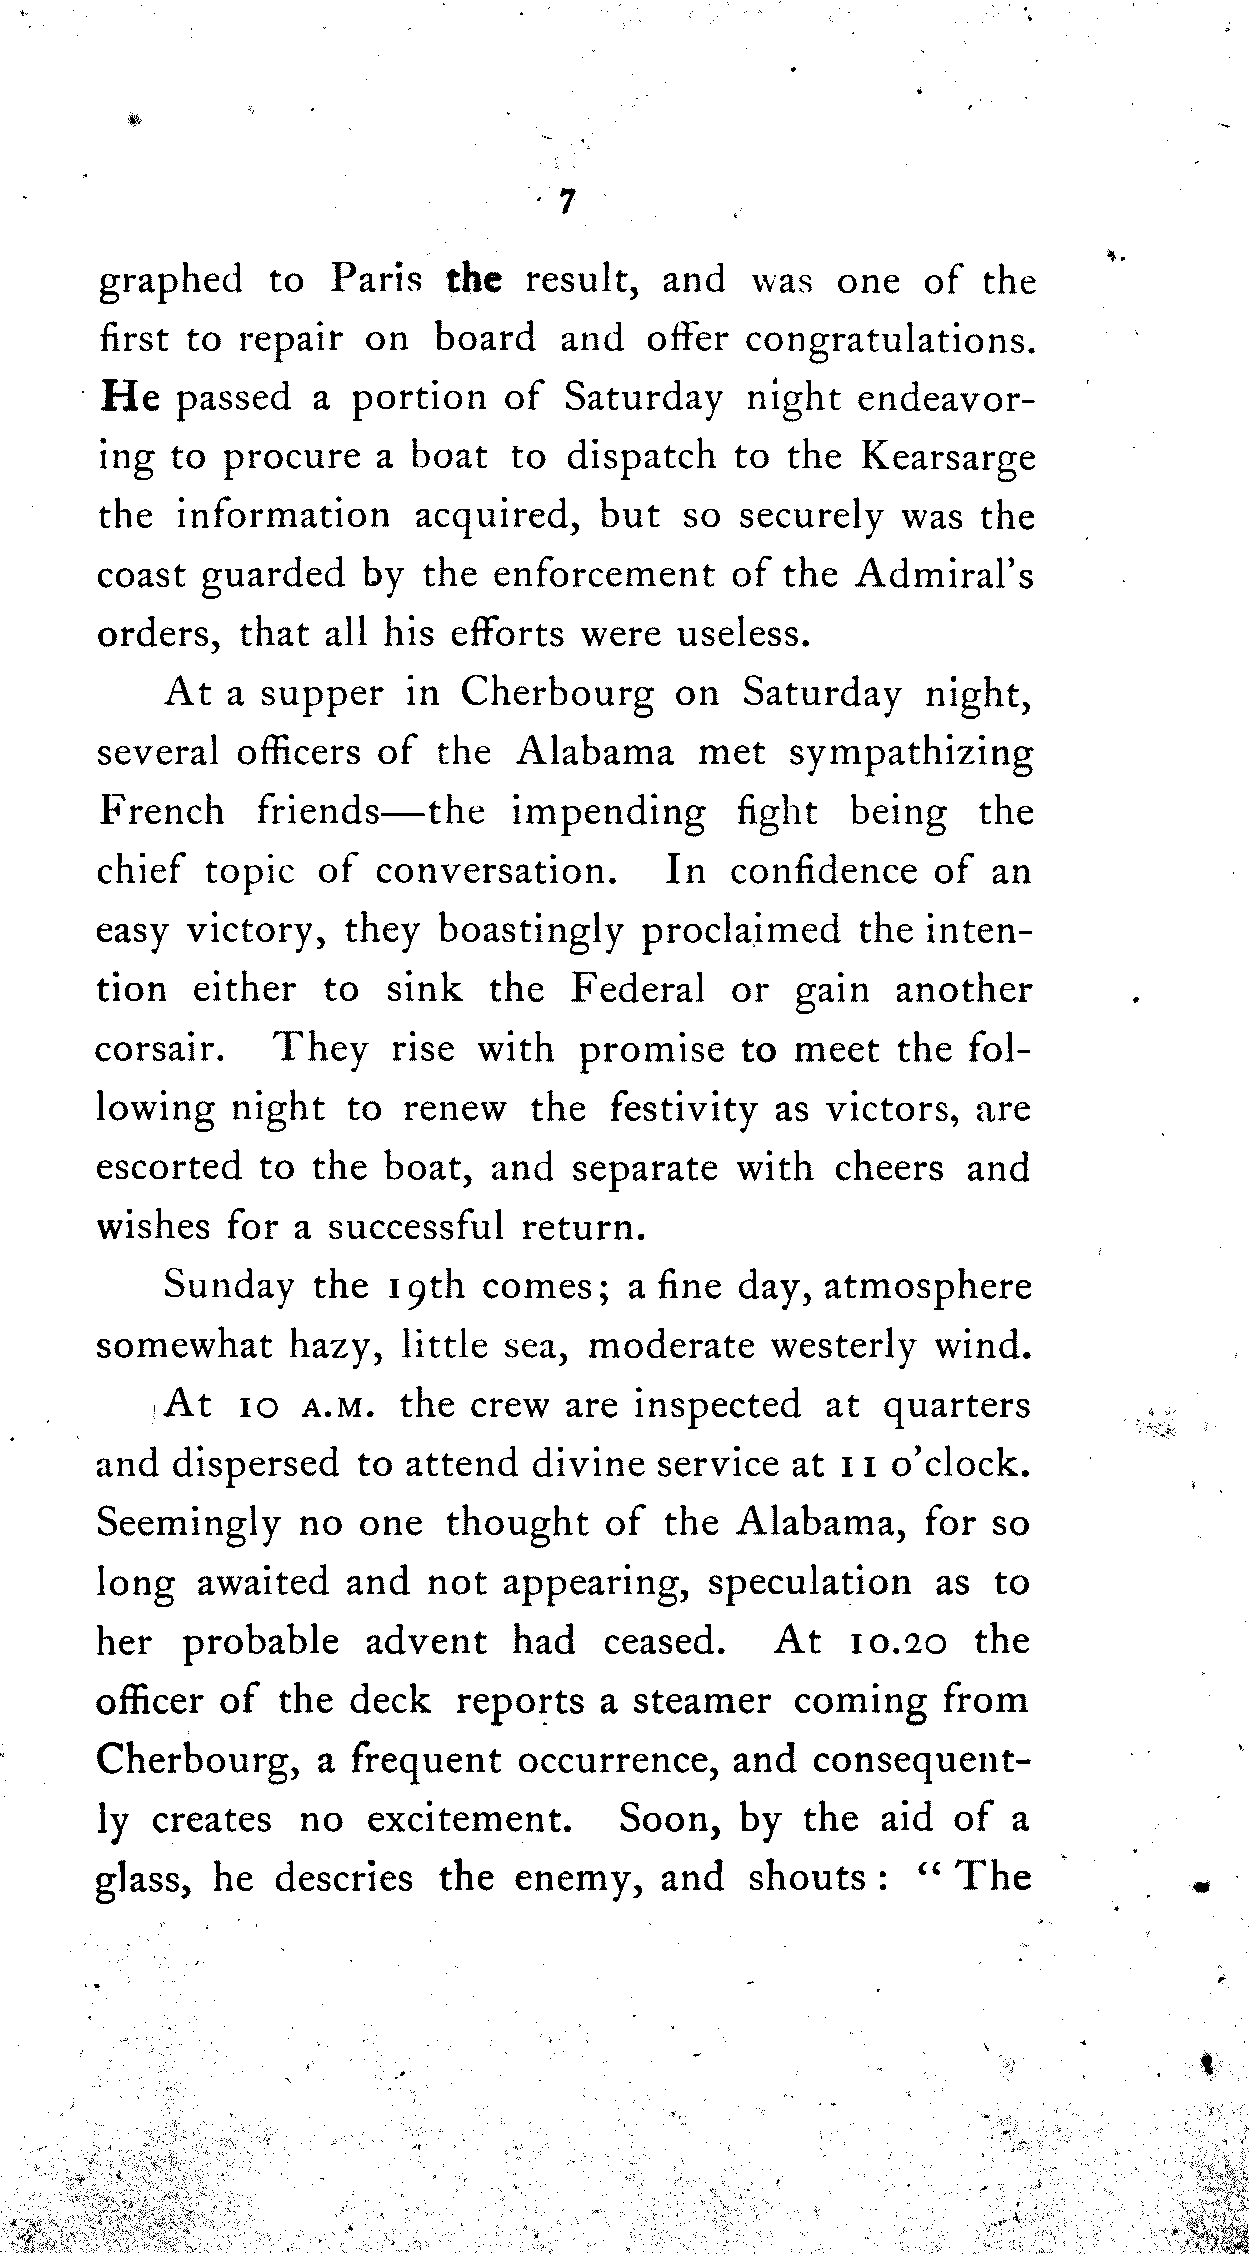 7
graphed to Paris the result, and was one of the
first to repair on board and offer congratulations.
He passed a portion of Saturday night endeavor-
ing to procure a boat to dispatch to the Kearsarge
the information acquired, but so securely was the
coast guarded by the enforcement of the Admiral's
orders, that all his efforts were useless.
At a supper in Cherbourg on Saturday night,
several officers of the Alabama met sympathizing
French friends—the impending fight being the
chief topic of conversation. In confidence of an
easy victory, they boastingly proclaimed the inten-
tion either to sink the Federal or gain another
corsair. They rise with promise to meet the fol-
lowing night to renew the festivity as victors, are
escorted to the boat, and separate with cheers and
wishes for a successful return.
Sunday the 19th comes; a fine day, atmosphere
somewhat hazy, little sea, moderate westerly wind.
At 10 A.M. the crew are inspected at quarters
and dispersed to attend divine service at 11 o'clock.
Seemingly no one thought of the Alabama, for so
long awaited and not appearing, speculation as to
her probable advent had ceased. At 10.20 the
officer of the deck reports a steamer coming from
Cherbourg, a frequent occurrence, and consequent-
ly creates no excitement. Soon, by the aid of a
glass, he descries the enemy, and shouts: "The